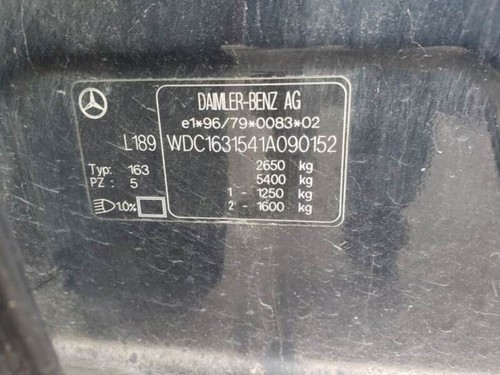 DAIMLER-BENZ AG
e1*96/79*0083*02
L189 WDC1631541A090152
Typ: 163 2650 kg
PZ: 5 5400 kg
1 - 1250 kg
1.0% 2 - 1600 kg